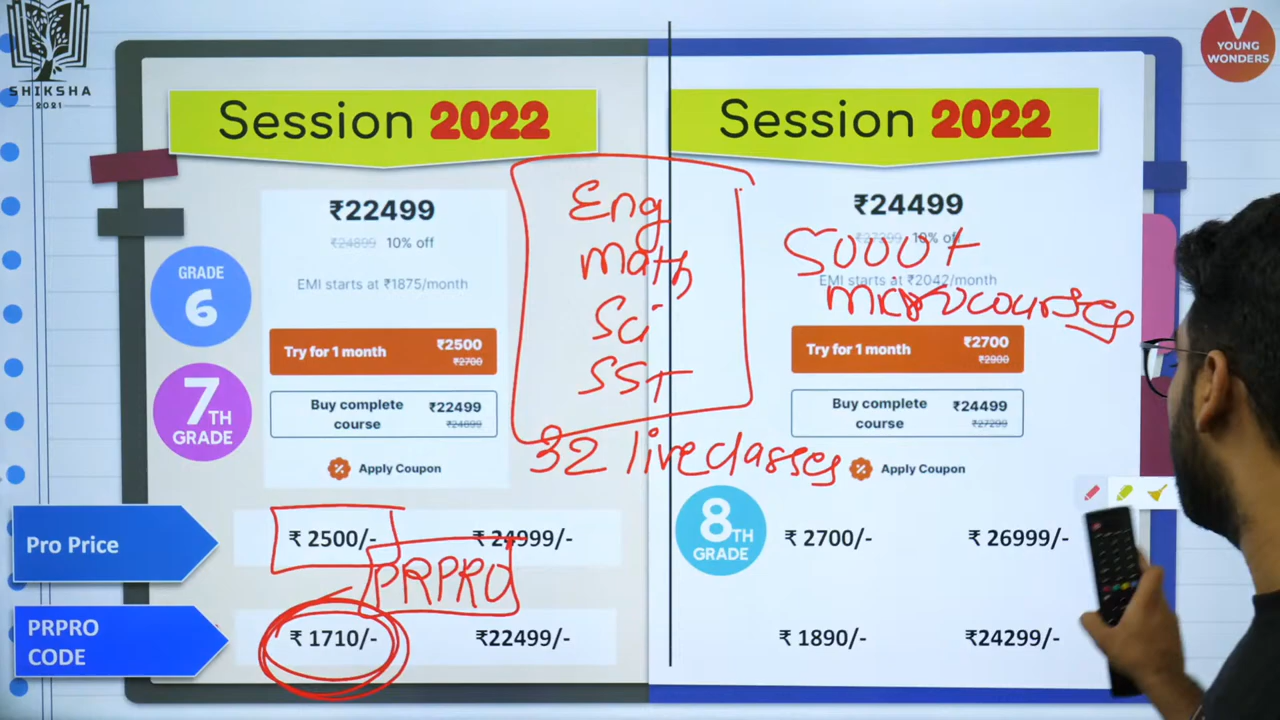 SHIKSHA
2021
YOUNG
WONDERS
Session 2022
₹22499
₹24899 10% off
EMI starts at ₹1875/month
GRADE
6
Try for 1 month ₹2500
₹2700
7TH
GRADE
Buy complete
course
₹22499
₹24899
Apply Coupon
Eng
math
Sci
SST
32 liveclasses
Session 2022
₹24499
₹27299 10% off
5000+
EMI starts at ₹2042/month
microcourses
Try for 1 month ₹2700
₹2900
Buy complete
course
₹24499
₹27299
Apply Coupon
Pro Price
₹ 2500/- ₹ 24999/-
PRPRO
8TH
GRADE
₹ 2700/- ₹ 26999/-
PRPRO
CODE
₹ 1710/- ₹22499/-
₹ 1890/- ₹24299/-